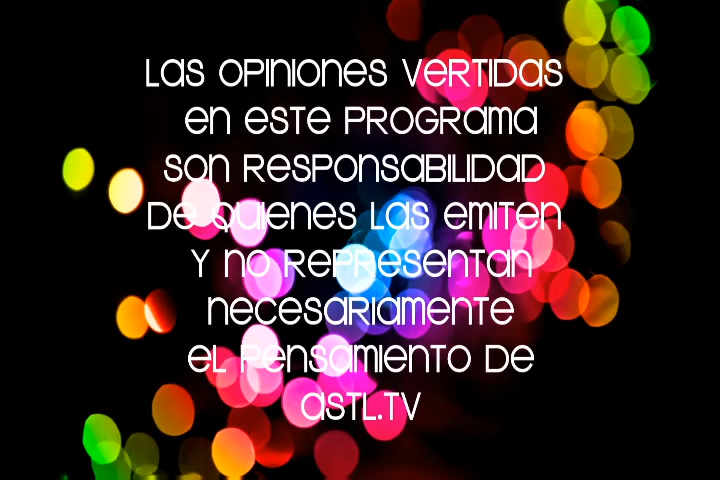 Las opiniones vertidas
en este programa
son responsabilidad
de quienes las emiten
y no representan
necesariamente
el pensamiento de
astl.tv